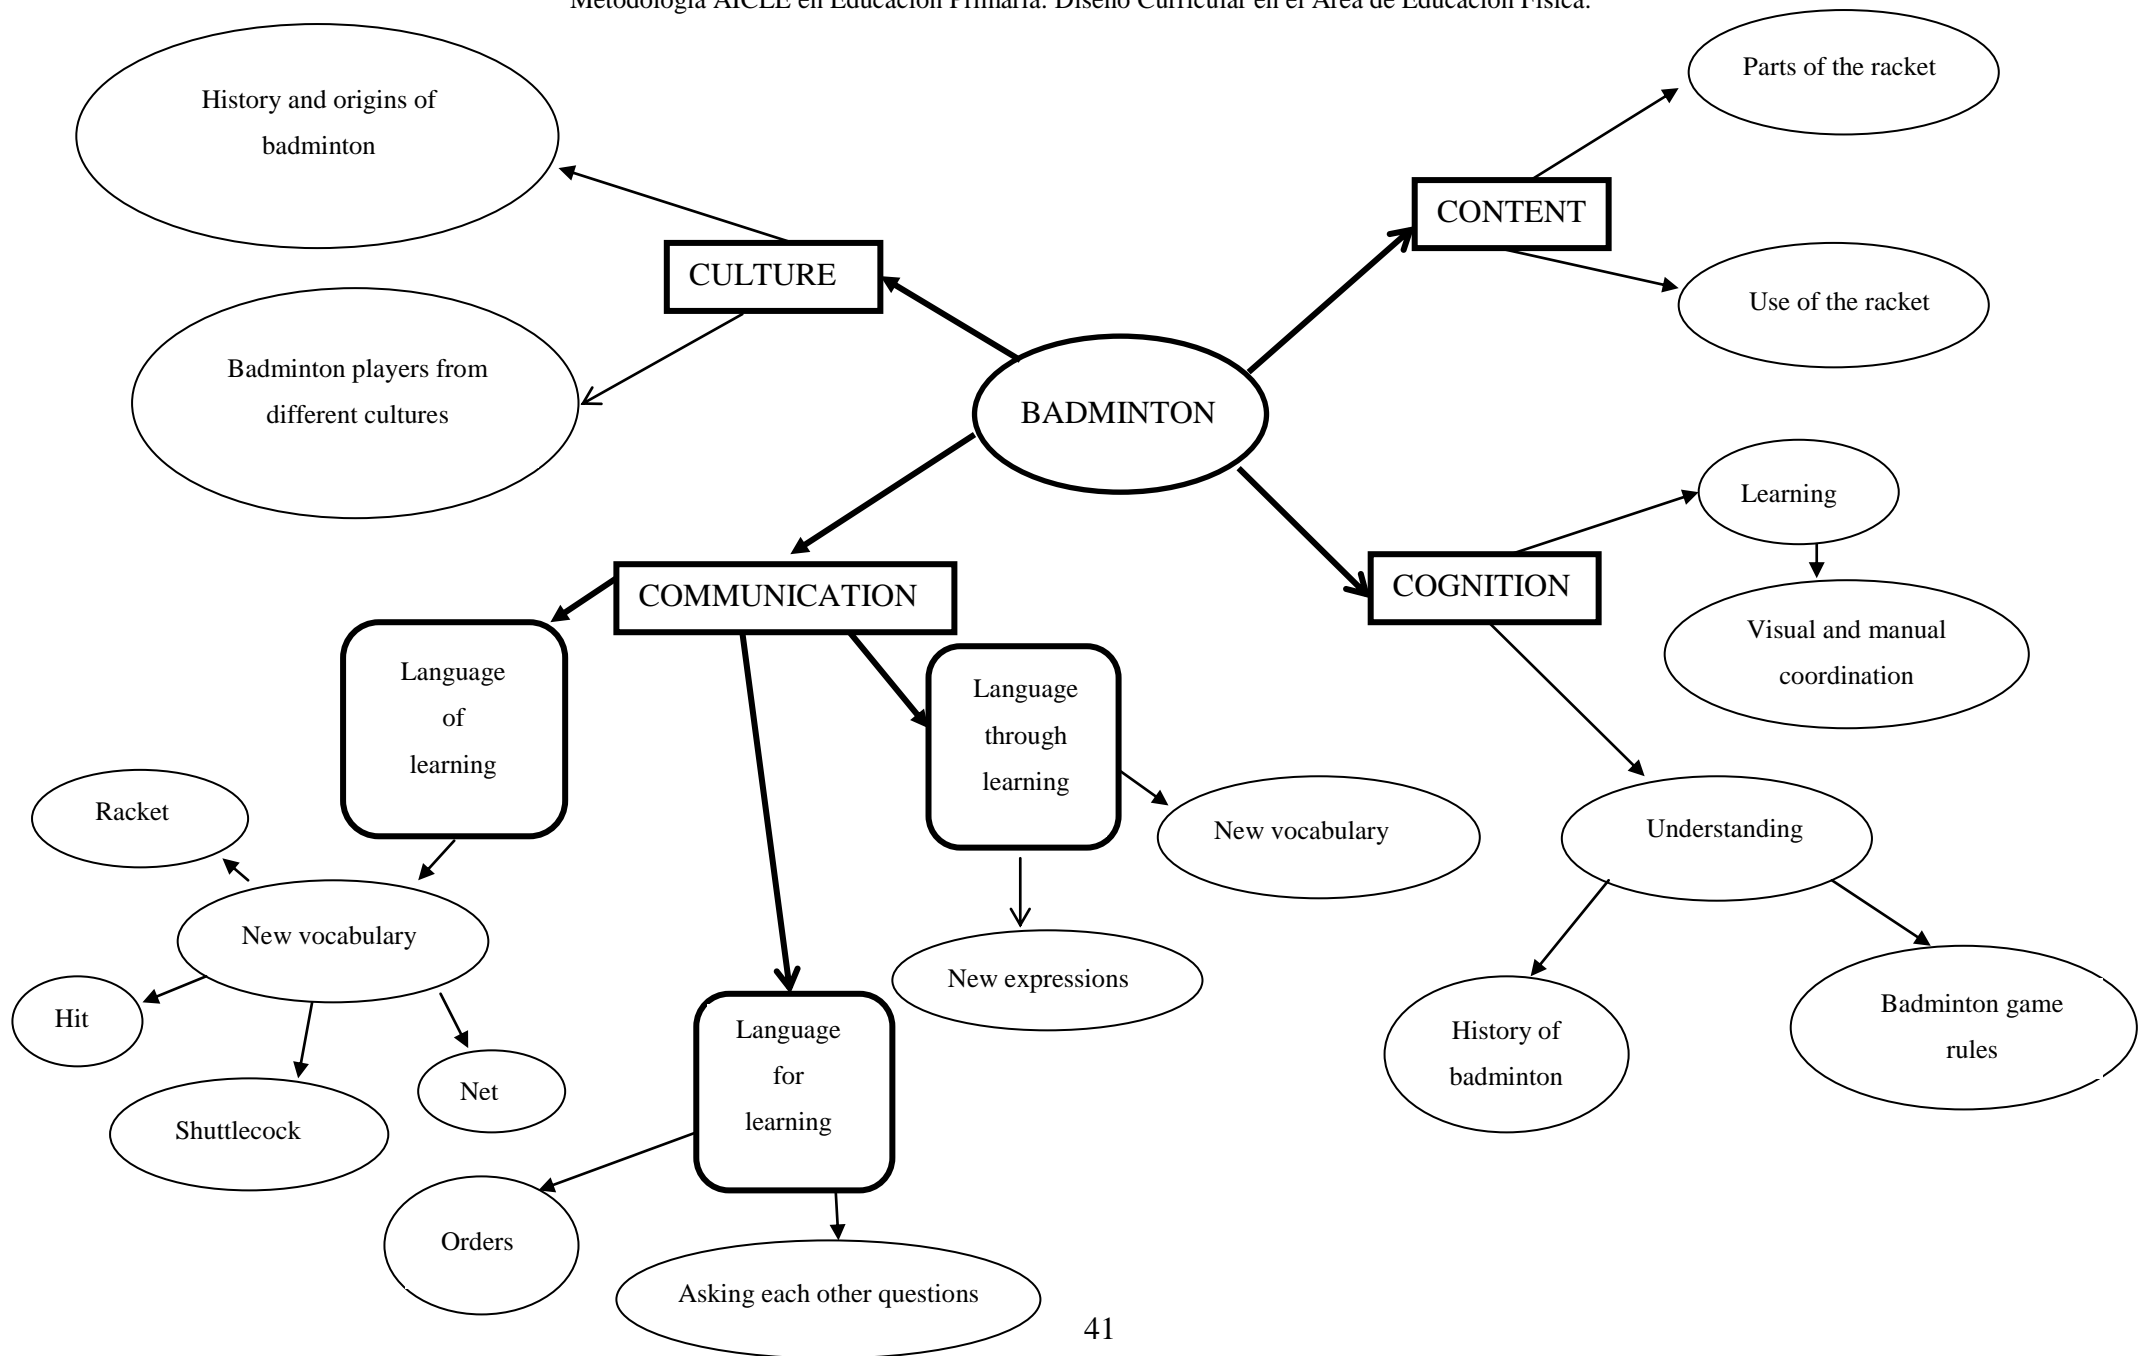 Metodología AICLE en Educación Primaria. Diseño Curricular en el Área de Educación Física.
History and origins of
badminton
Parts of the racket
CONTENT
CULTURE
Use of the racket
Badminton players from
different cultures
BADMINTON
Learning
COMMUNICATION
COGNITION
Visual and manual
coordination
Language
of
learning
Language
through
learning
Racket
New vocabulary
Understanding
New vocabulary
New expressions
Hit
Net
Shuttlecock
Language
for
learning
History of
badminton
Badminton game
rules
Orders
Asking each other questions
41